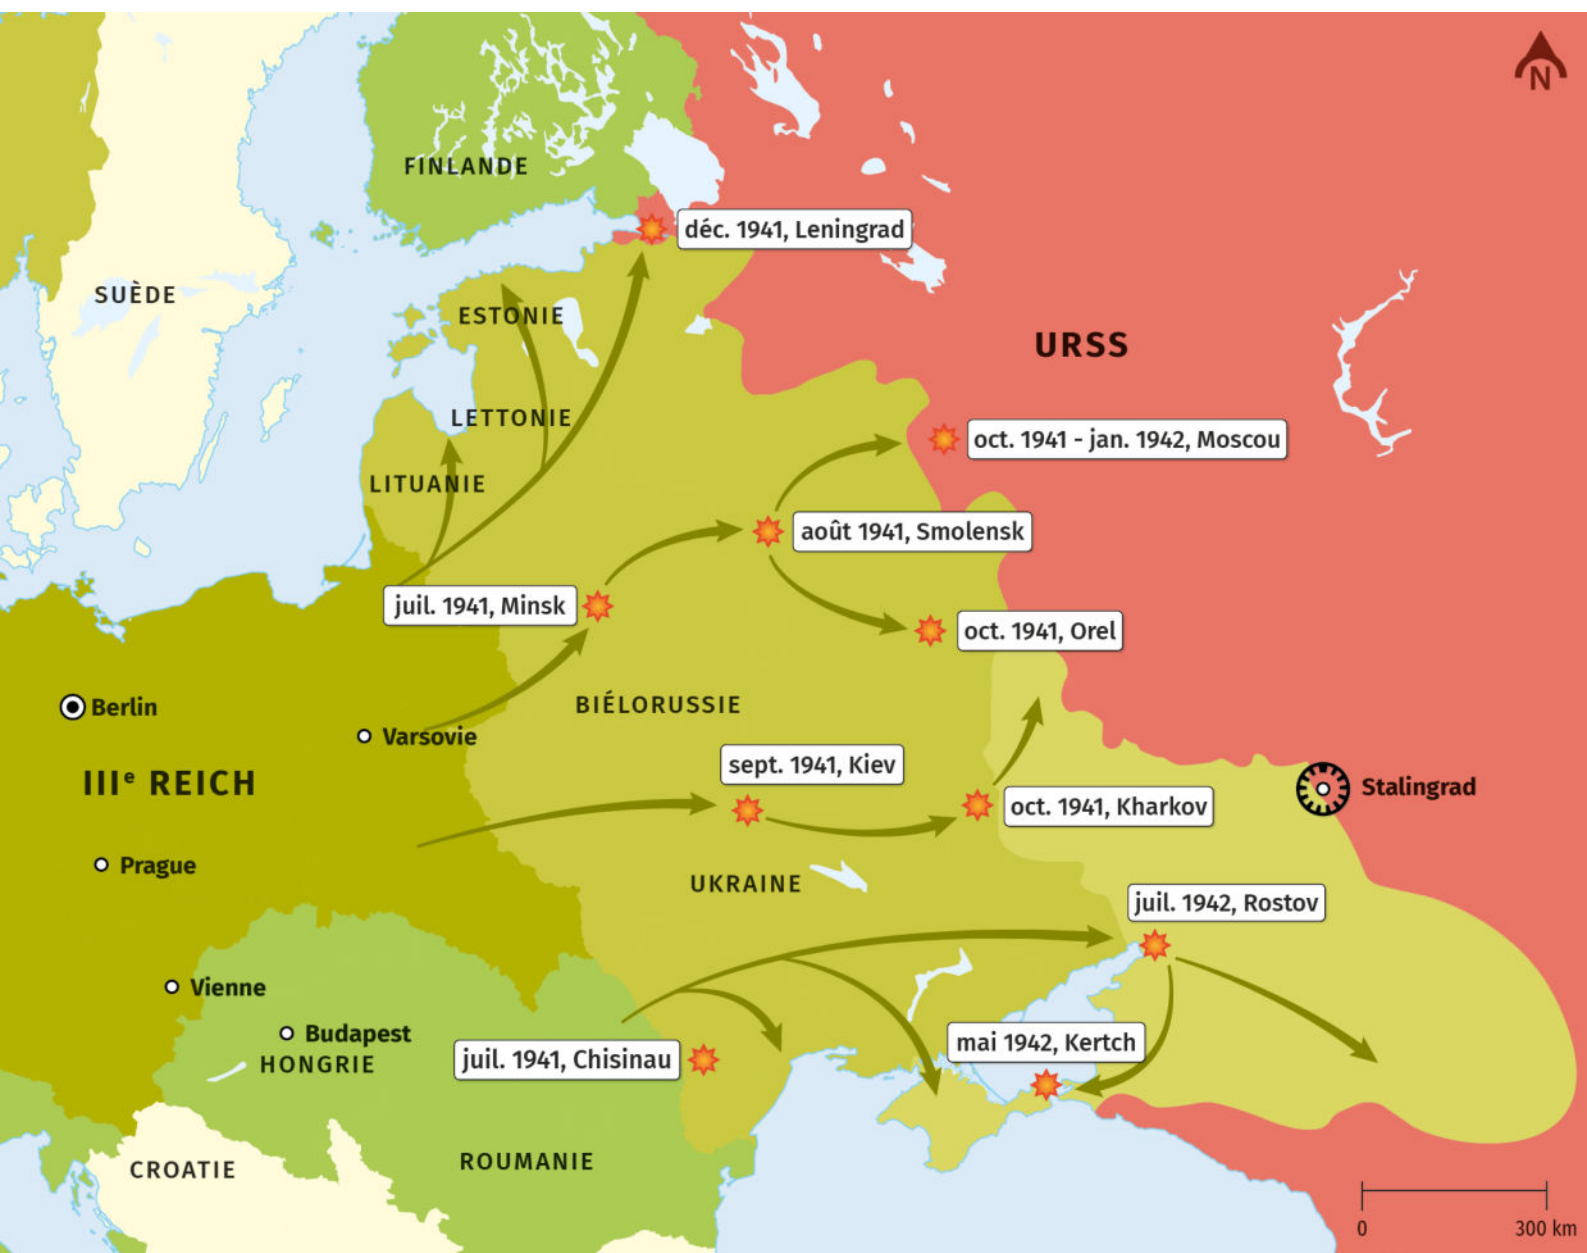 N
FINLANDE
déc. 1941, Leningrad
SUÈDE
ESTONIE
URSS
LETTONIE
oct. 1941 - jan. 1942, Moscou
LITUANIE
août 1941, Smolensk
juil. 1941, Minsk
oct. 1941, Orel
Berlin
BIÉLORUSSIE
Varsovie
sept. 1941, Kiev
IIIe REICH
Stalingrad
oct. 1941, Kharkov
Prague
UKRAINE
juil. 1942, Rostov
Vienne
Budapest
mai 1942, Kertch
HONGRIE
juil. 1941, Chisinau
CROATIE
ROUMANIE
0
300 km